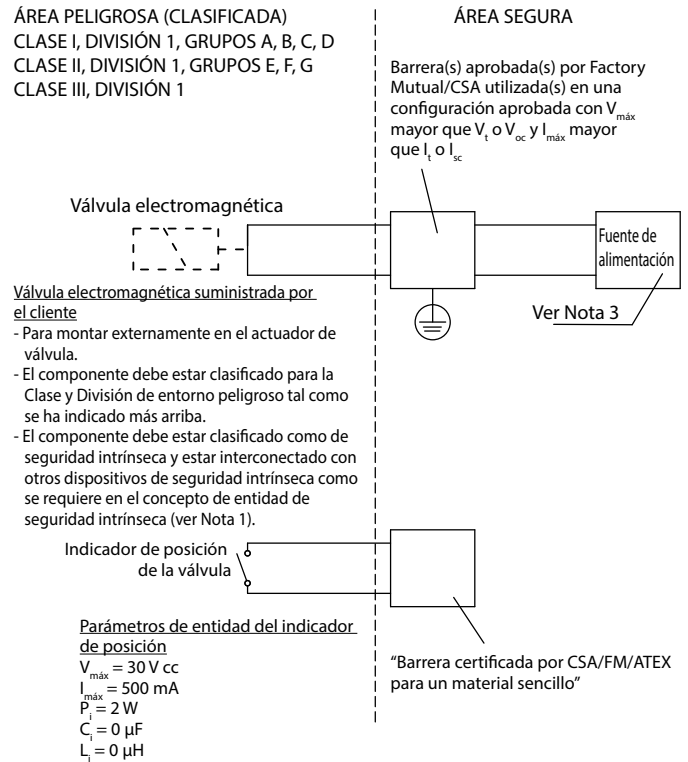 ÁREA PELIGROSA (CLASIFICADA)
CLASE I, DIVISIÓN 1, GRUPOS A, B, C, D
CLASE II, DIVISIÓN 1, GRUPOS E, F, G
CLASE III, DIVISIÓN 1
ÁREA SEGURA
Barrera(s) aprobada(s) por Factory
Mutual/CSA utilizada(s) en una
configuración aprobada con Vmáx
mayor que Vt o Voc y Imáx mayor
que It o Isc
Válvula electromagnética
Fuente de
alimentación
Ver Nota 3
Válvula electromagnética suministrada por
el cliente
- Para montar externamente en el actuador de
válvula.
- El componente debe estar clasificado para la
Clase y División de entorno peligroso tal como
se ha indicado más arriba.
- El componente debe estar clasificado como de
seguridad intrínseca y estar interconectado con
otros dispositivos de seguridad intrínseca como
se requiere en el concepto de entidad de
seguridad intrínseca (ver Nota 1).
Indicador de posición
de la válvula
Parámetros de entidad del indicador
de posición
Vmáx = 30 V cc
Imáx = 500 mA
Pi = 2 W
Ci = 0 µF
Li = 0 µH
“Barrera certificada por CSA/FM/ATEX
para un material sencillo”